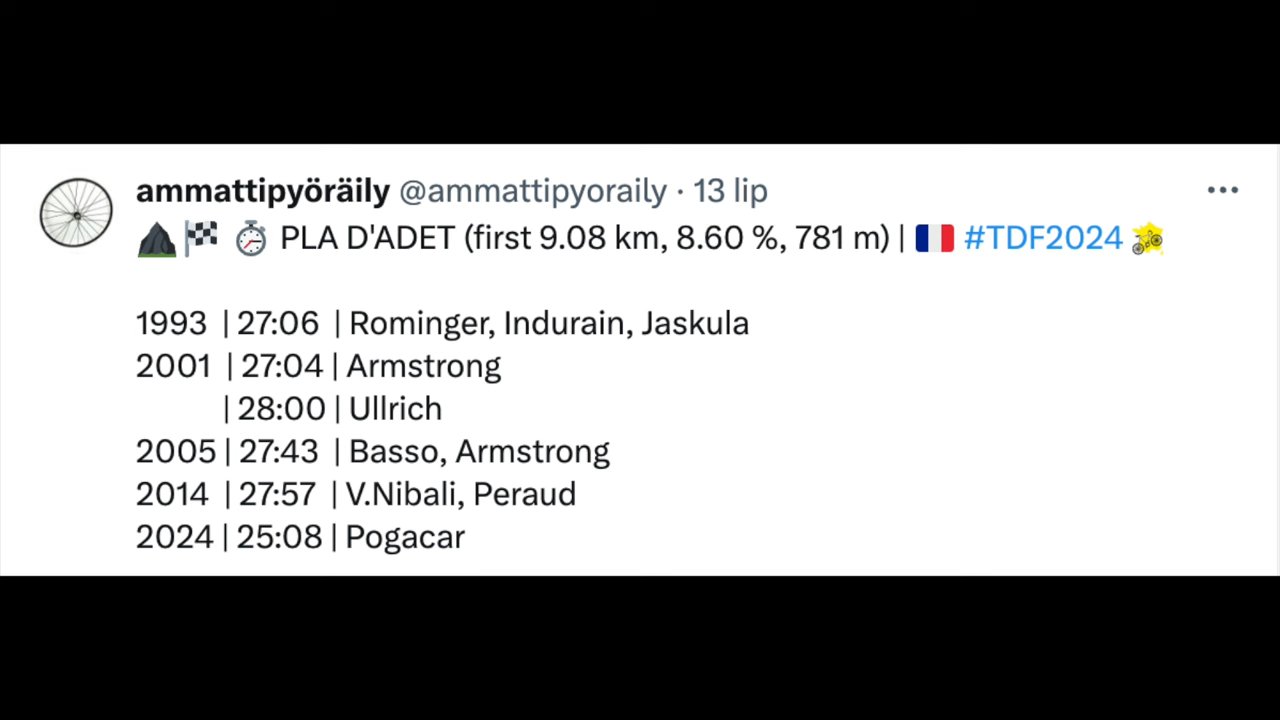 ammattipyöräily @ammattipyoraily · 13 lip
PLA D'ADET (first 9.08 km, 8.60 %, 781 m) | 🇫🇷 #TDF2024
1993 | 27:06 | Rominger, Indurain, Jaskula
2001 | 27:04 | Armstrong
| 28:00 | Ullrich
2005 | 27:43 | Basso, Armstrong
2014 | 27:57 | V.Nibali, Peraud
2024 | 25:08 | Pogacar